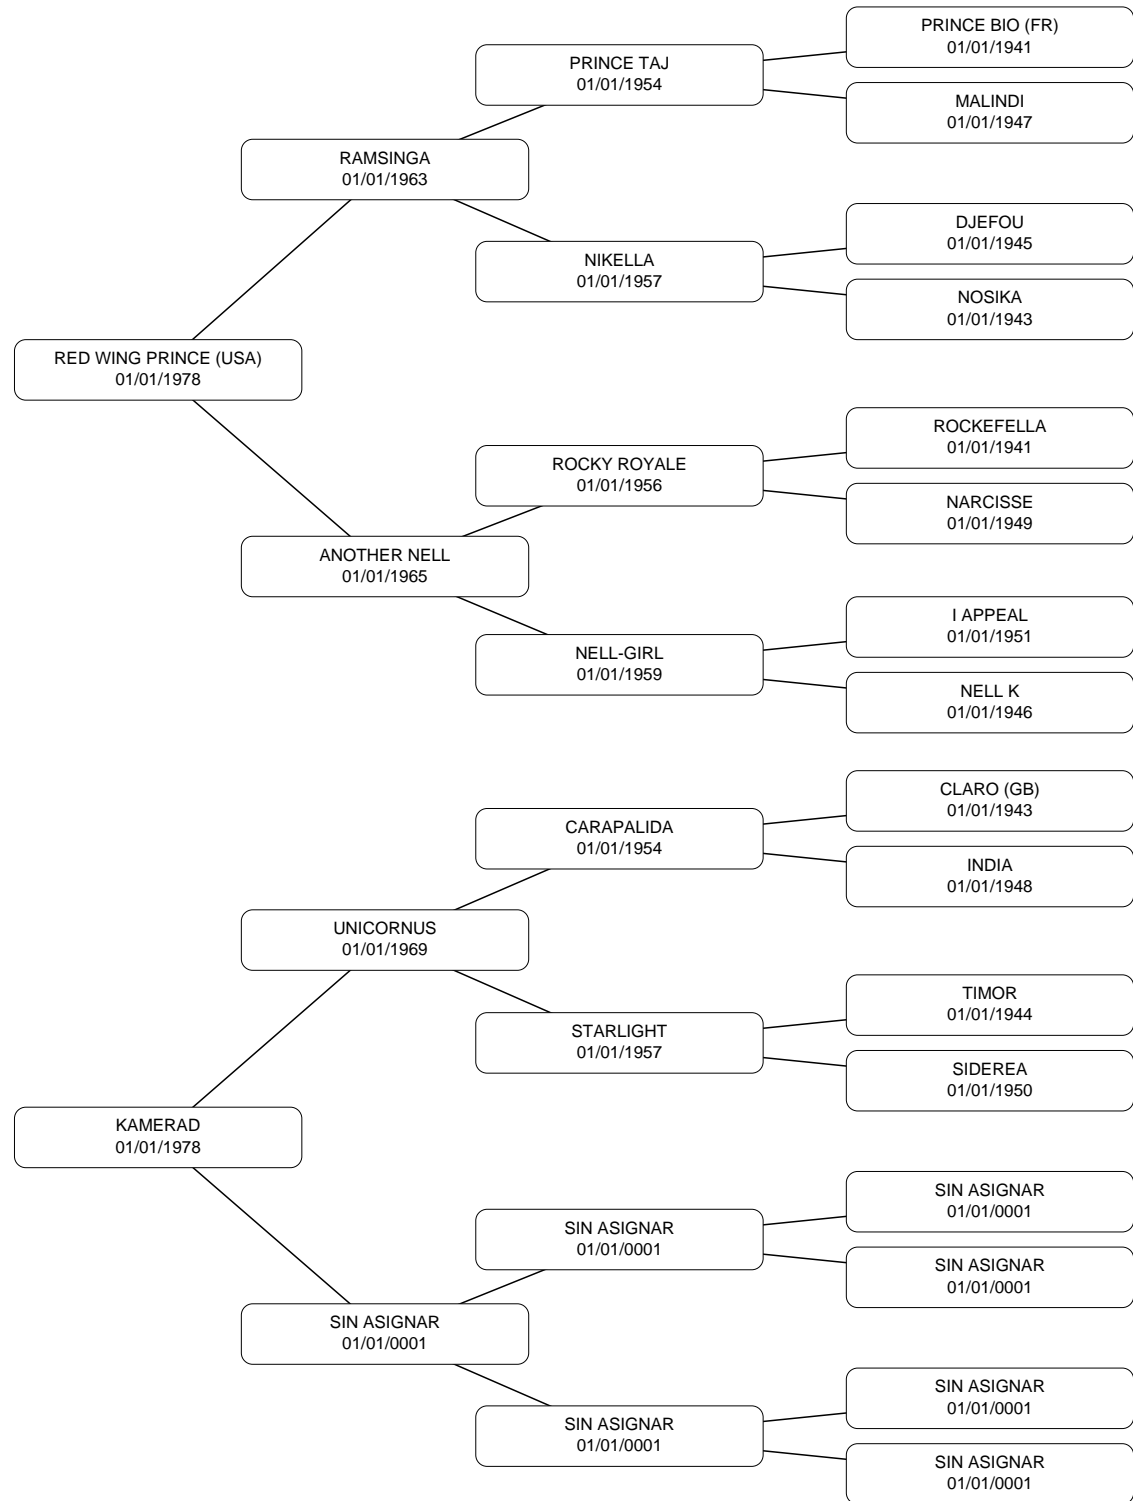 PRINCE BIO (FR)
01/01/1941
PRINCE TAJ
01/01/1954
MALINDI
01/01/1947
RAMSINGA
01/01/1963
DJEFOU
01/01/1945
NIKELLA
01/01/1957
NOSIKA
01/01/1943
RED WING PRINCE (USA)
01/01/1978
ROCKEFELLA
01/01/1941
ROCKY ROYALE
01/01/1956
NARCISSE
01/01/1949
ANOTHER NELL
01/01/1965
I APPEAL
01/01/1951
NELL-GIRL
01/01/1959
NELL K
01/01/1946
CLARO (GB)
01/01/1943
CARAPALIDA
01/01/1954
INDIA
01/01/1948
UNICORNUS
01/01/1969
TIMOR
01/01/1944
STARLIGHT
01/01/1957
SIDEREA
01/01/1950
KAMERAD
01/01/1978
SIN ASIGNAR
01/01/0001
SIN ASIGNAR
01/01/0001
SIN ASIGNAR
01/01/0001
SIN ASIGNAR
01/01/0001
SIN ASIGNAR
01/01/0001
SIN ASIGNAR
01/01/0001
SIN ASIGNAR
01/01/0001